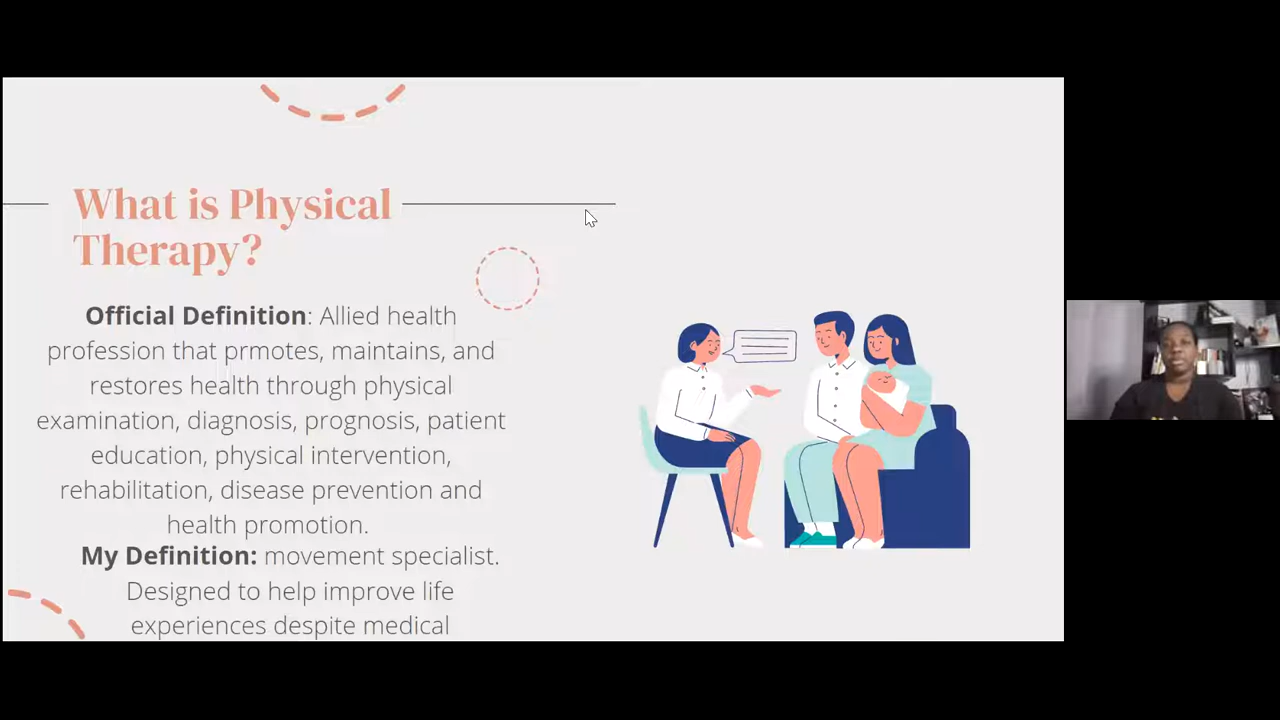 What is Physical
Therapy?
Official Definition: Allied health
profession that prmotes, maintains, and
restores health through physical
examination, diagnosis, prognosis, patient
education, physical intervention,
rehabilitation, disease prevention and
health promotion.
My Definition: movement specialist.
Designed to help improve life
experiences despite medical